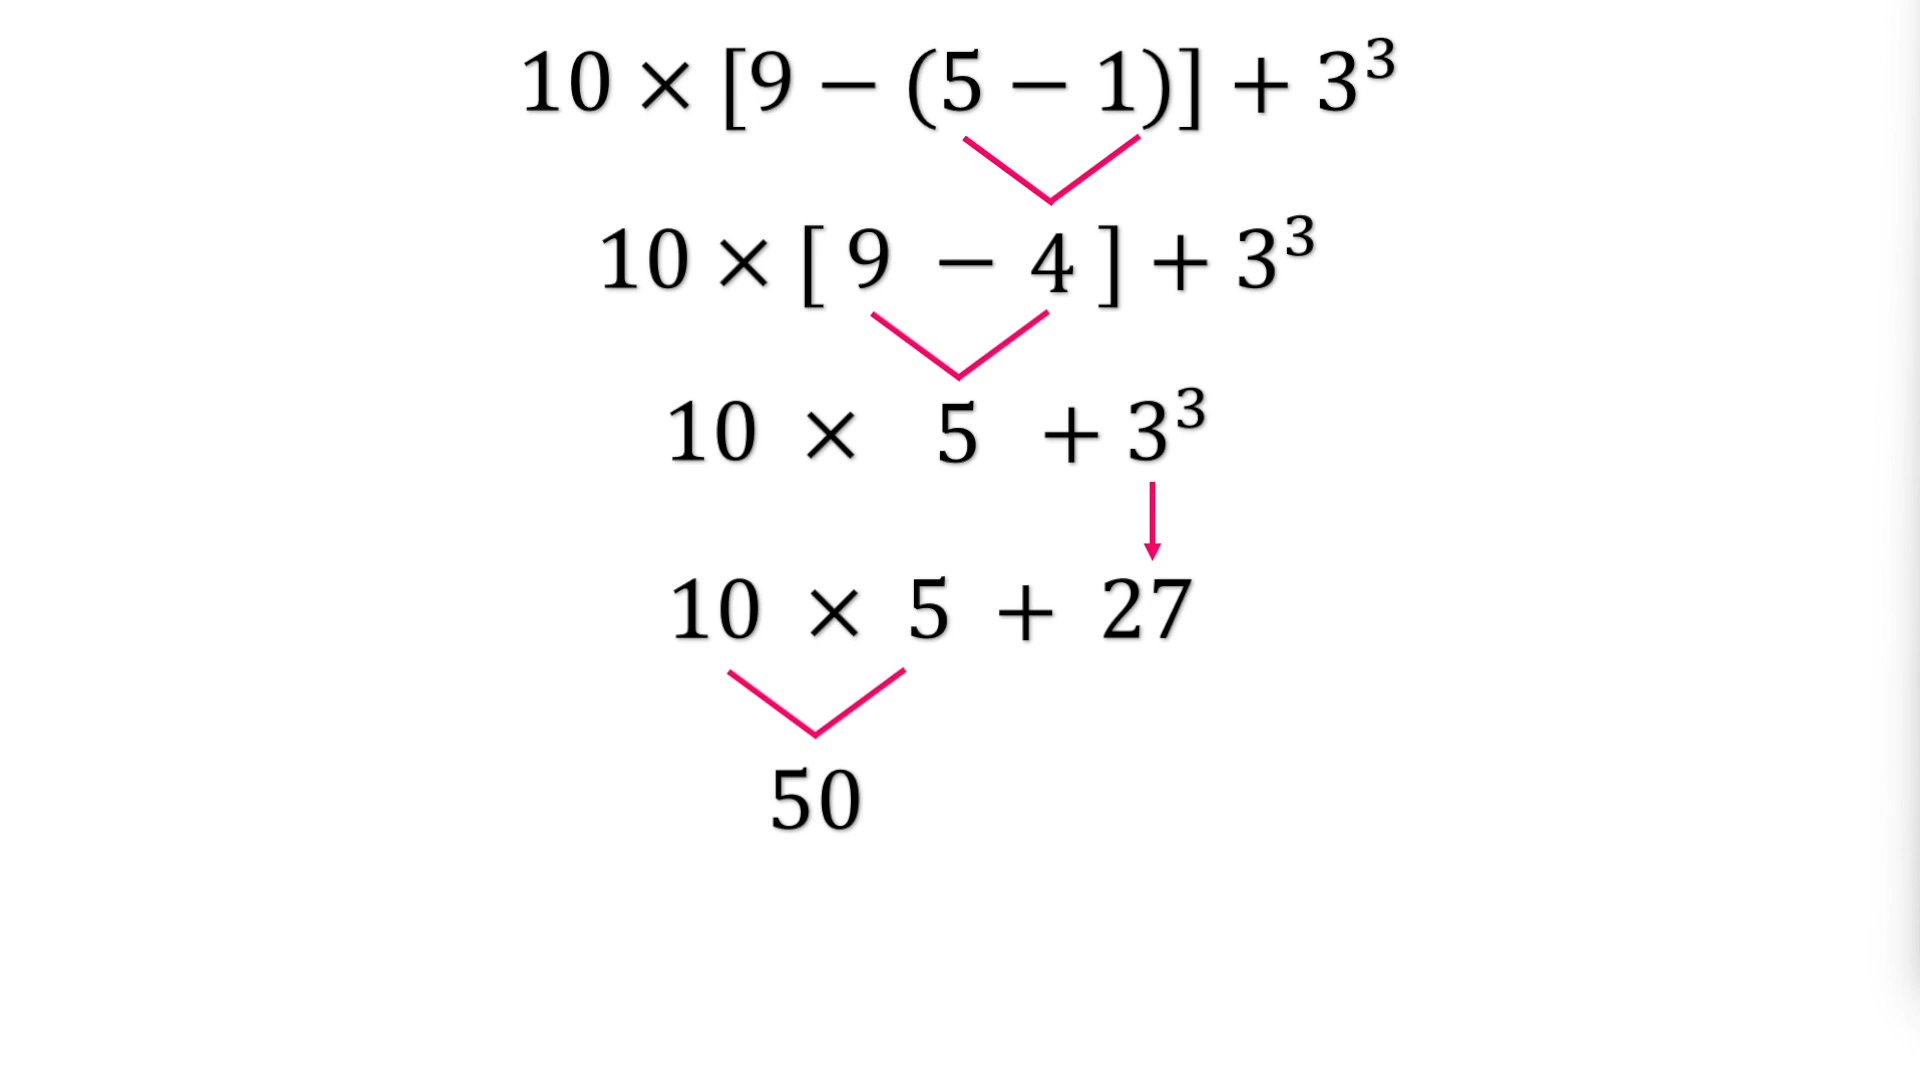 10 × [9 − (5 − 1)] + 3³
10 × [ 9 − 4 ] + 3³
10 × 5 + 3³
10 × 5 + 27
50